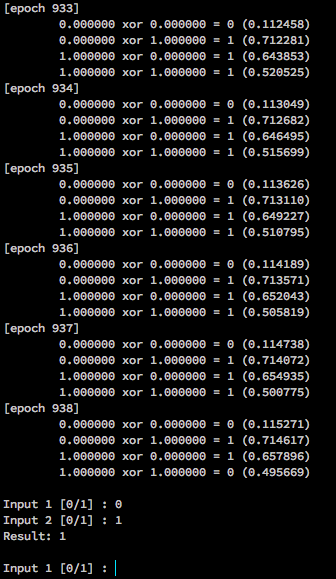 [epoch 933]
0.000000 xor 0.000000 = 0 (0.112458)
0.000000 xor 1.000000 = 1 (0.712281)
1.000000 xor 0.000000 = 1 (0.643853)
1.000000 xor 1.000000 = 1 (0.520525)
[epoch 934]
0.000000 xor 0.000000 = 0 (0.113049)
0.000000 xor 1.000000 = 1 (0.712682)
1.000000 xor 0.000000 = 1 (0.646495)
1.000000 xor 1.000000 = 1 (0.515699)
[epoch 935]
0.000000 xor 0.000000 = 0 (0.113626)
0.000000 xor 1.000000 = 1 (0.713110)
1.000000 xor 0.000000 = 1 (0.649227)
1.000000 xor 1.000000 = 1 (0.510795)
[epoch 936]
0.000000 xor 0.000000 = 0 (0.114189)
0.000000 xor 1.000000 = 1 (0.713571)
1.000000 xor 0.000000 = 1 (0.652043)
1.000000 xor 1.000000 = 1 (0.505819)
[epoch 937]
0.000000 xor 0.000000 = 0 (0.114738)
0.000000 xor 1.000000 = 1 (0.714072)
1.000000 xor 0.000000 = 1 (0.654935)
1.000000 xor 1.000000 = 1 (0.500775)
[epoch 938]
0.000000 xor 0.000000 = 0 (0.115271)
0.000000 xor 1.000000 = 1 (0.714617)
1.000000 xor 0.000000 = 1 (0.657896)
1.000000 xor 1.000000 = 0 (0.495669)
Input 1 [0/1] : 0
Input 2 [0/1] : 1
Result: 1
Input 1 [0/1] :